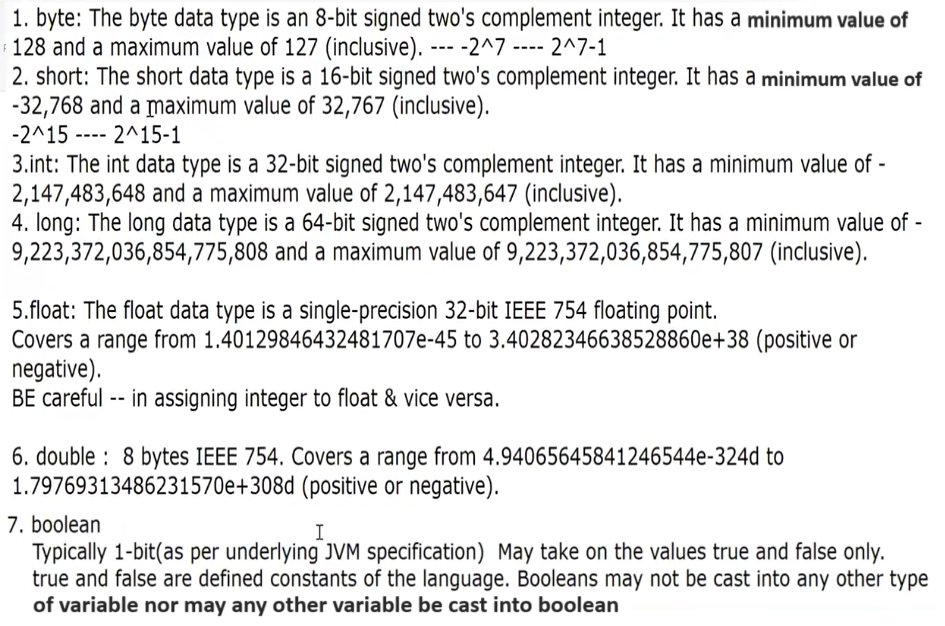 1. byte: The byte data type is an 8-bit signed two's complement integer. It has a minimum value of
128 and a maximum value of 127 (inclusive). --- -2^7 ---- 2^7-1
2. short: The short data type is a 16-bit signed two's complement integer. It has a minimum value of
-32,768 and a maximum value of 32,767 (inclusive).
-2^15 ---- 2^15-1
3.int: The int data type is a 32-bit signed two's complement integer. It has a minimum value of -
2,147,483,648 and a maximum value of 2,147,483,647 (inclusive).
4. long: The long data type is a 64-bit signed two's complement integer. It has a minimum value of -
9,223,372,036,854,775,808 and a maximum value of 9,223,372,036,854,775,807 (inclusive).
5.float: The float data type is a single-precision 32-bit IEEE 754 floating point.
Covers a range from 1.40129846432481707e-45 to 3.40282346638528860e+38 (positive or
negative).
BE careful -- in assigning integer to float & vice versa.
6. double : 8 bytes IEEE 754. Covers a range from 4.94065645841246544e-324d to
1.79769313486231570e+308d (positive or negative).
7. boolean
Typically 1-bit(as per underlying JVM specification) May take on the values true and false only.
true and false are defined constants of the language. Booleans may not be cast into any other type
of variable nor may any other variable be cast into boolean